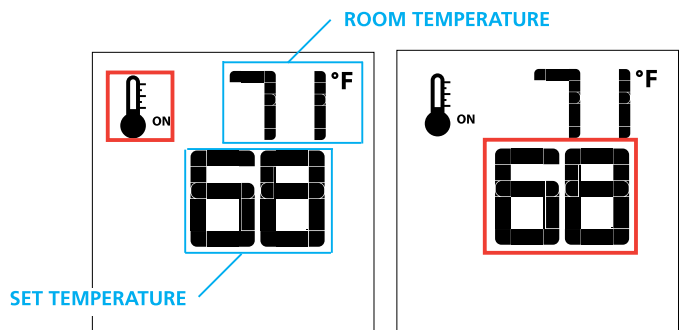 ROOM TEMPERATURE
71 °F
ON
68
SET TEMPERATURE
71 °F
ON
68